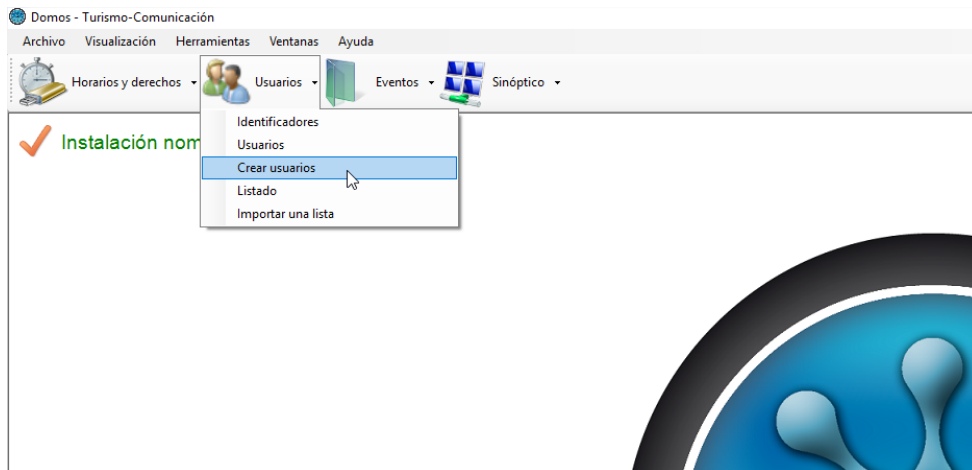 Domos - Turismo-Comunicación
Archivo Visualización Herramientas Ventanas Ayuda
Horarios y derechos Usuarios Eventos Sinóptico
Identificadores
Instalación nom
Usuarios
Crear usuarios
Listado
Importar una lista